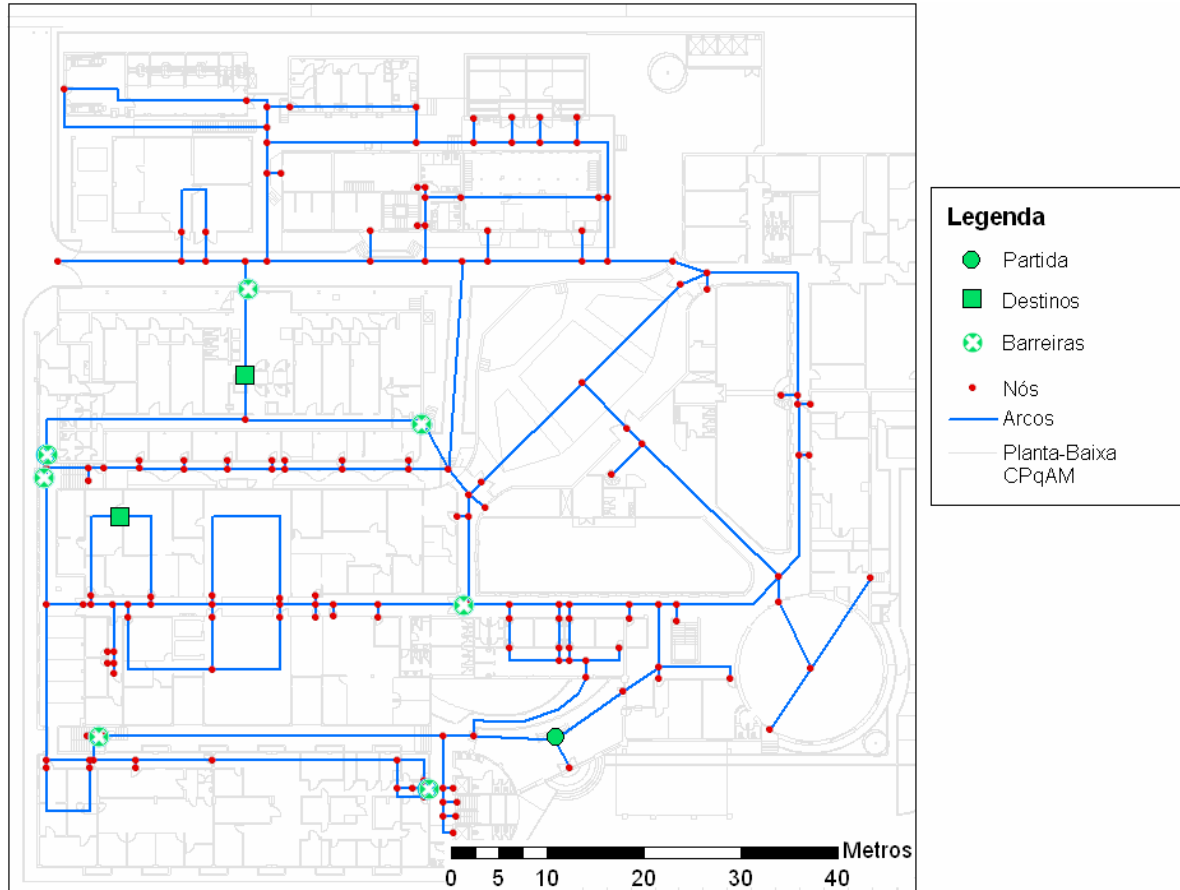 Legenda
Partida
Destinos
Barreiras
Nós
Arcos
Planta-Baixa
CPqAM
Metros
0 5 10 20 30 40